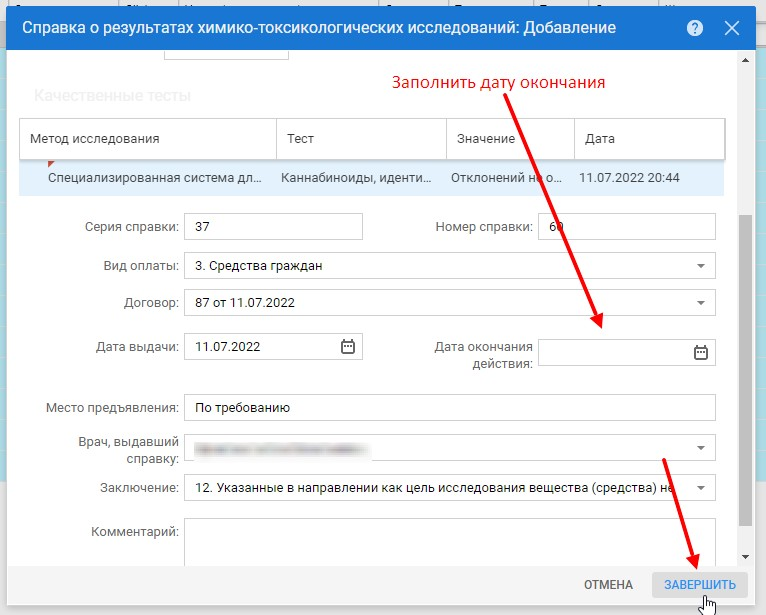 Справка о результатах химико-токсикологических исследований: Добавление
Качественные тесты
Заполнить дату окончания
Метод исследования Тест Значение Дата
Специализированная система дл... Каннабиноиды, иденти... Отклонений не о... 11.07.2022 20:44
Серия справки: 37 Номер справки: 60
Вид оплаты: 3. Средства граждан
Договор: 87 от 11.07.2022
Дата выдачи: 11.07.2022 Дата окончания
действия:
Место предъявления: По требованию
Врач, выдавший
справку:
Заключение: 12. Указанные в направлении как цель исследования вещества (средства) не
Комментарий:
ОТМЕНА ЗАВЕРШИТЬ